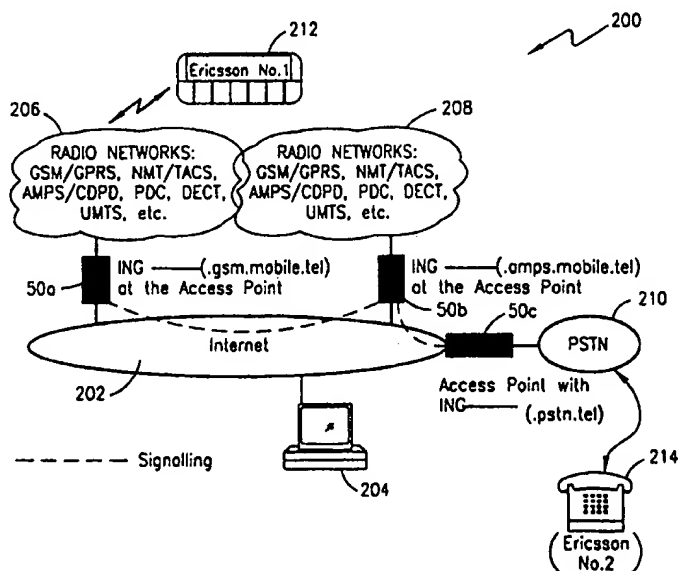 200
212
Ericsson No.1
206
208
RADIO NETWORKS:
GSM/GPRS, NMT/TACS,
AMPS/CDPD, PDC, DECT,
UMTS, etc.
RADIO NETWORKS:
GSM/GPRS, NMT/TACS,
AMPS/CDPD, PDC, DECT,
UMTS, etc.
50a
ING (.gsm.mobile.tel)
at the Access Point
ING (.amps.mobile.tel)
at the Access Point
50b
50c
210
Internet
PSTN
202
Access Point with
ING (.pstn.tel)
Signalling
204
214
(Ericsson
No.2)